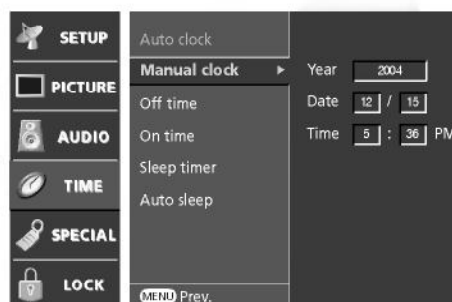 SETUP
PICTURE
AUDIO
TIME
SPECIAL
LOCK
Auto clock
Manual clock ►
Off time
On time
Sleep timer
Auto sleep
MENU Prev.
Year 2004
Date 12 / 15
Time 5 : 36 PM